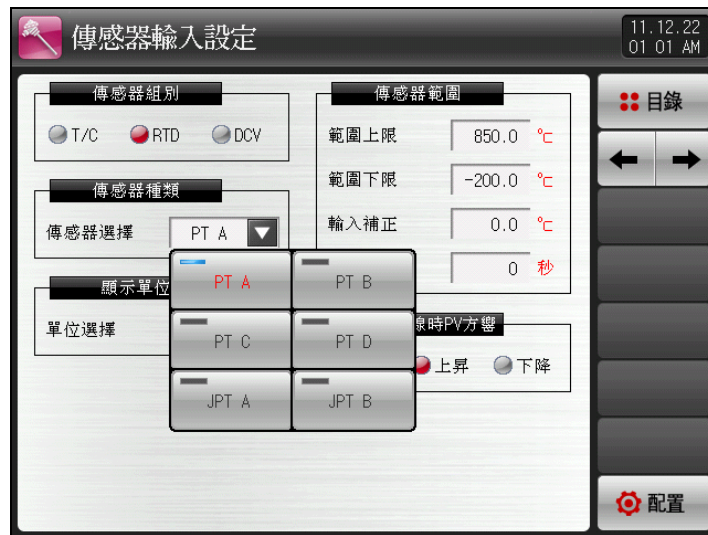 傳感器輸入設定
11.12.22
01 01 AM
傳感器組別
T/C
RTD
DCV
傳感器種類
傳感器選擇
PT A
顯示單位
單位選擇
PT A
PT B
PT C
PT D
JPT A
JPT B
傳感器範圍
範圍上限
850.0 ℃
範圍下限
-200.0 ℃
輸入補正
0.0 ℃
0 秒
線時PV方響
上昇
下降
目錄
配置